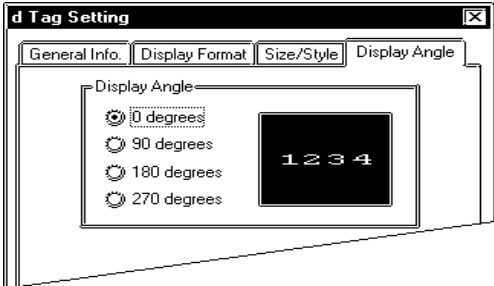 d Tag Setting
General Info. Display Format Size/Style Display Angle
Display Angle
0 degrees
90 degrees
1234
180 degrees
270 degrees